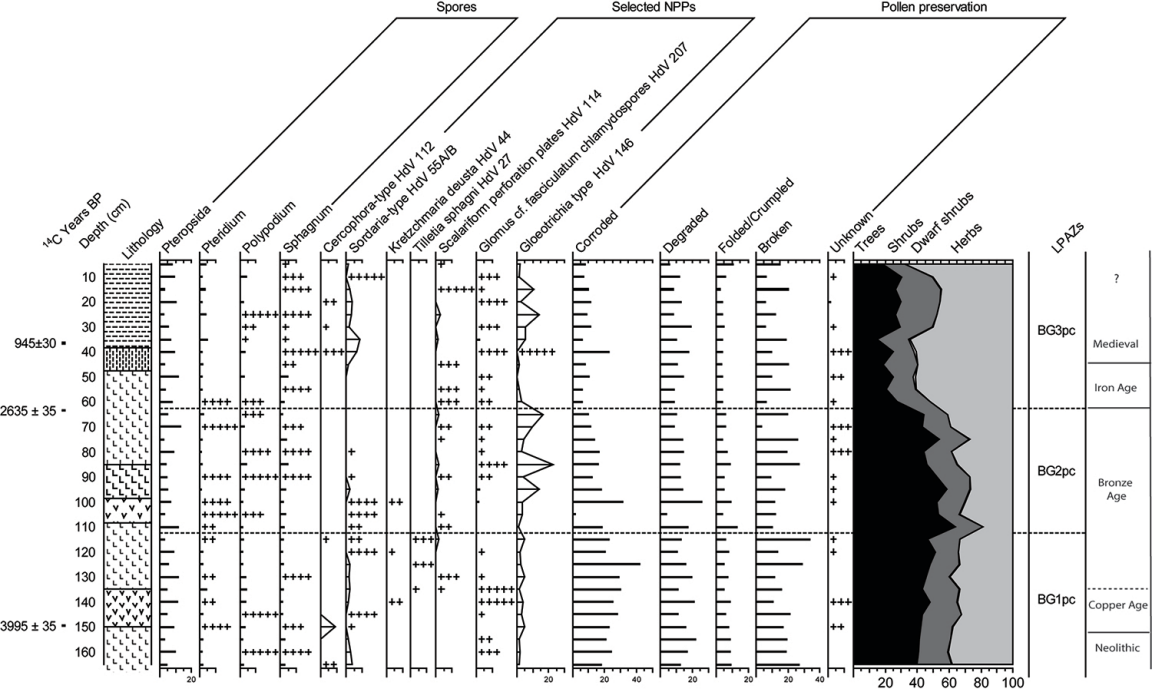 Spores
Selected NPPs
Pollen preservation
¹⁴C Years BP
Depth (cm)
Lithology
Pteropsida
Pteridium
Polypodium
Sphagnum
Cercophora-type HdV 112
Sordaria-type HdV 55A/B
Kretzchmaria deusta HdV 44
Tilletia sphagni HdV 27
Scalariform perforation plates HdV 114
Glomus cf. fasciculatum chlamydospores HdV 207
Gloeotrichia type HdV 146
Corroded
Degraded
Folded/Crumpled
Broken
Unknown
Trees
Shrubs
Dwarf shrubs
Herbs
LPAZs
10
20
30
945±30
40
50
60
2635 ± 35
70
80
90
100
110
120
130
140
3995 ± 35
150
160
BG3pc
BG2pc
BG1pc
?
Medieval
Iron Age
Bronze
Age
Copper Age
Neolithic
20
20
20 40
20
20
20 40
20 40 60 80 100